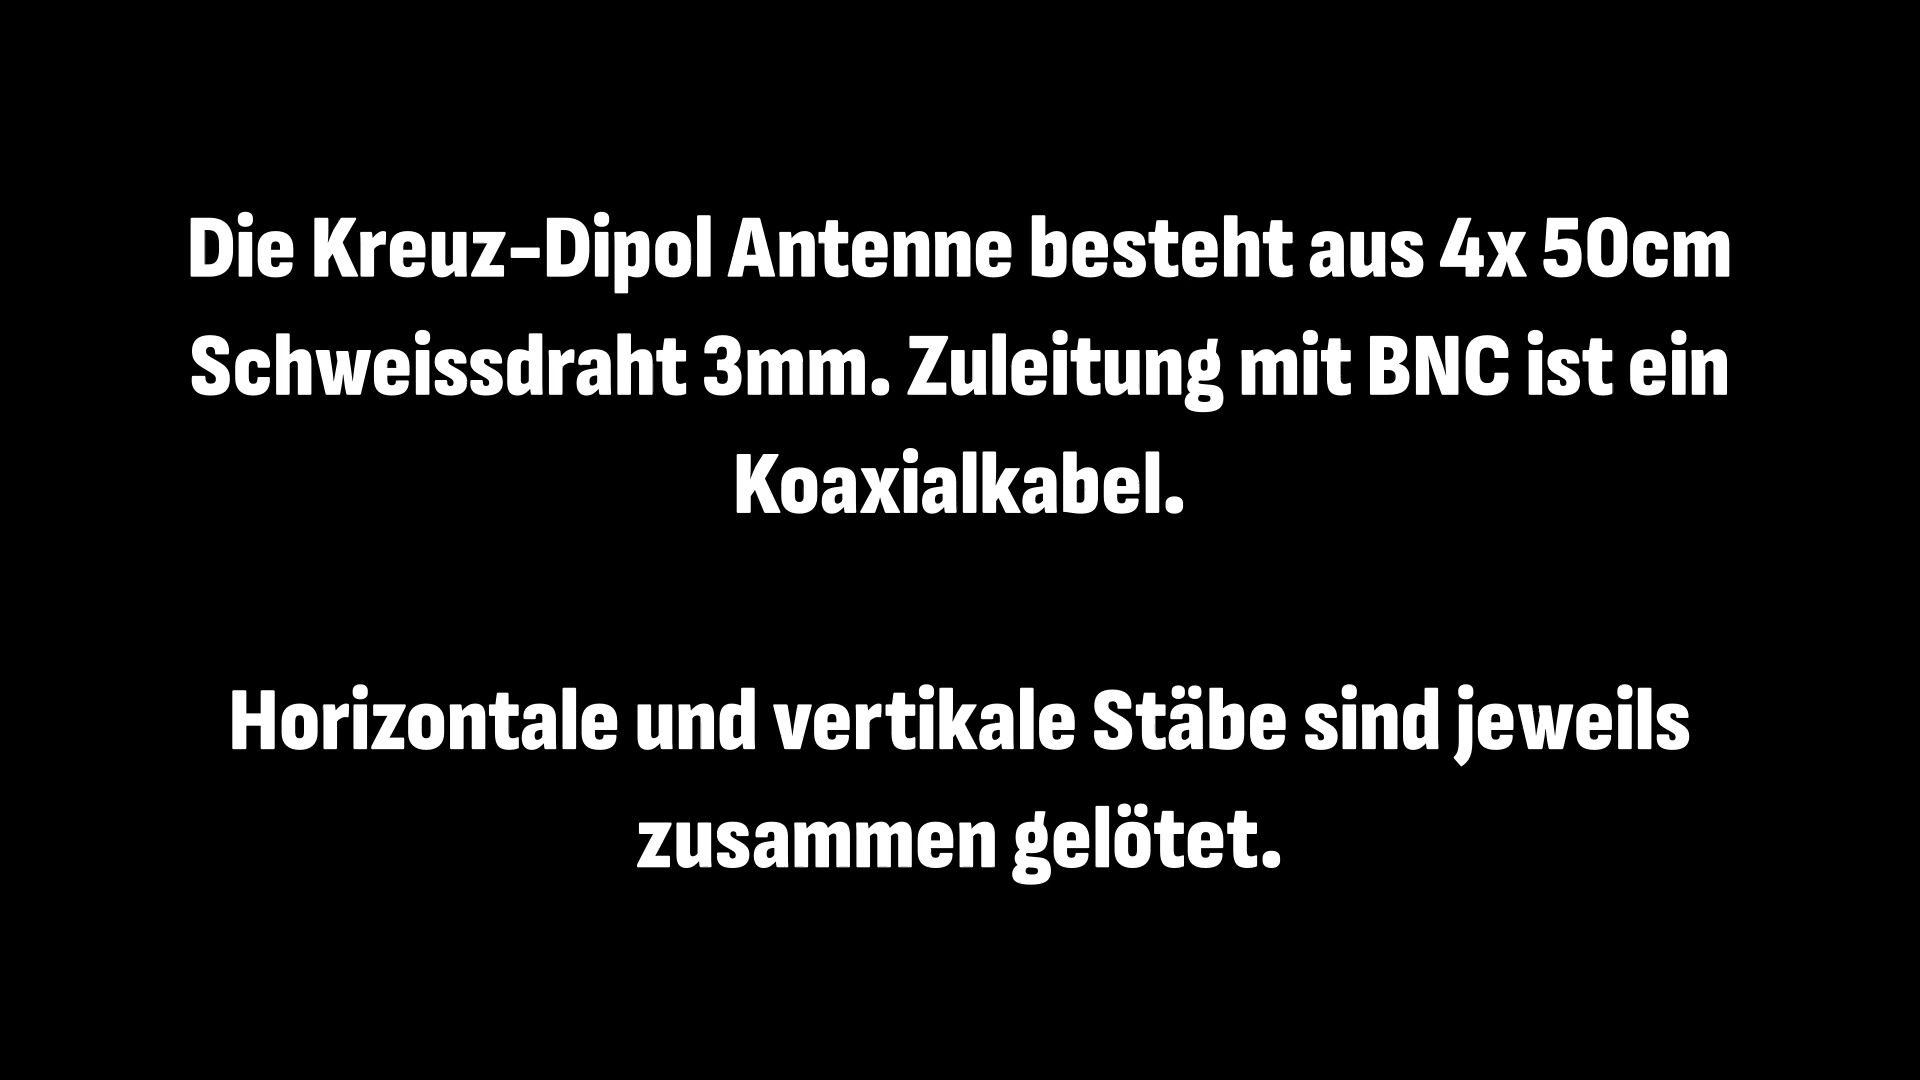 Die Kreuz-Dipol Antenne besteht aus 4x 50cm
Schweissdraht 3mm. Zuleitung mit BNC ist ein
Koaxialkabel.
Horizontale und vertikale Stäbe sind jeweils
zusammen gelötet.